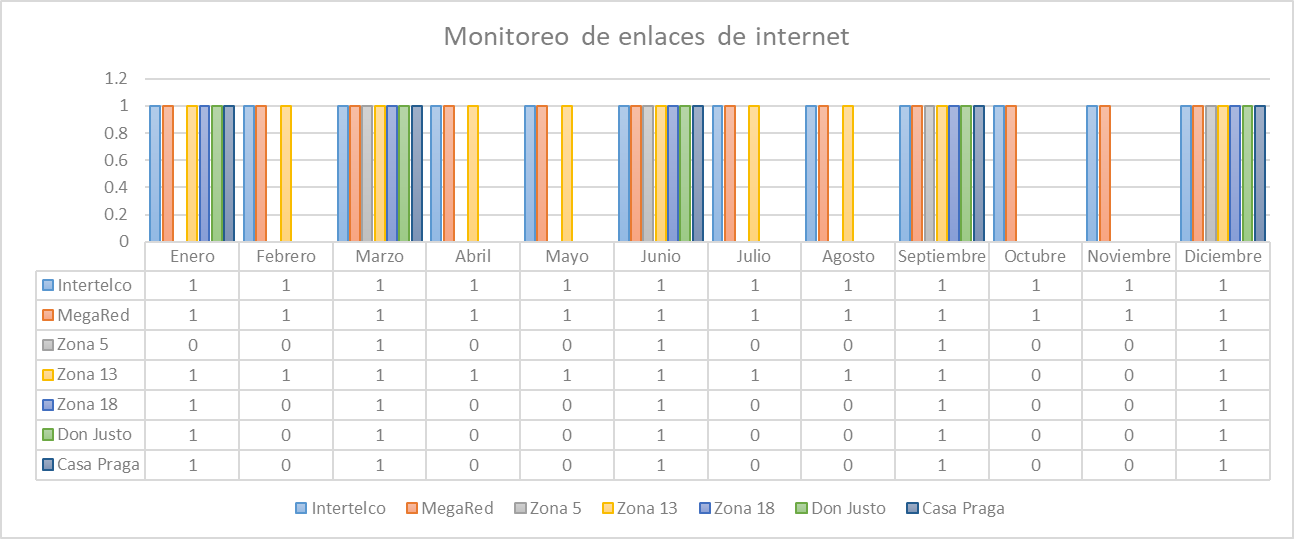 Monitoreo de enlaces de internet
1.2
1
0.8
0.6
0.4
0.2
0
Enero Febrero Marzo Abril Mayo Junio Julio Agosto Septiembre Octubre Noviembre Diciembre
Intertelco 1 1 1 1 1 1 1 1 1 1 1 1
MegaRed 1 1 1 1 1 1 1 1 1 1 1 1
Zona 5 0 0 1 0 0 1 0 0 1 0 0 1
Zona 13 1 1 1 1 1 1 1 1 1 0 0 1
Zona 18 1 0 1 0 0 1 0 0 1 0 0 1
Don Justo 1 0 1 0 0 1 0 0 1 0 0 1
Casa Praga 1 0 1 0 0 1 0 0 1 0 0 1
Intertelco MegaRed Zona 5 Zona 13 Zona 18 Don Justo Casa Praga